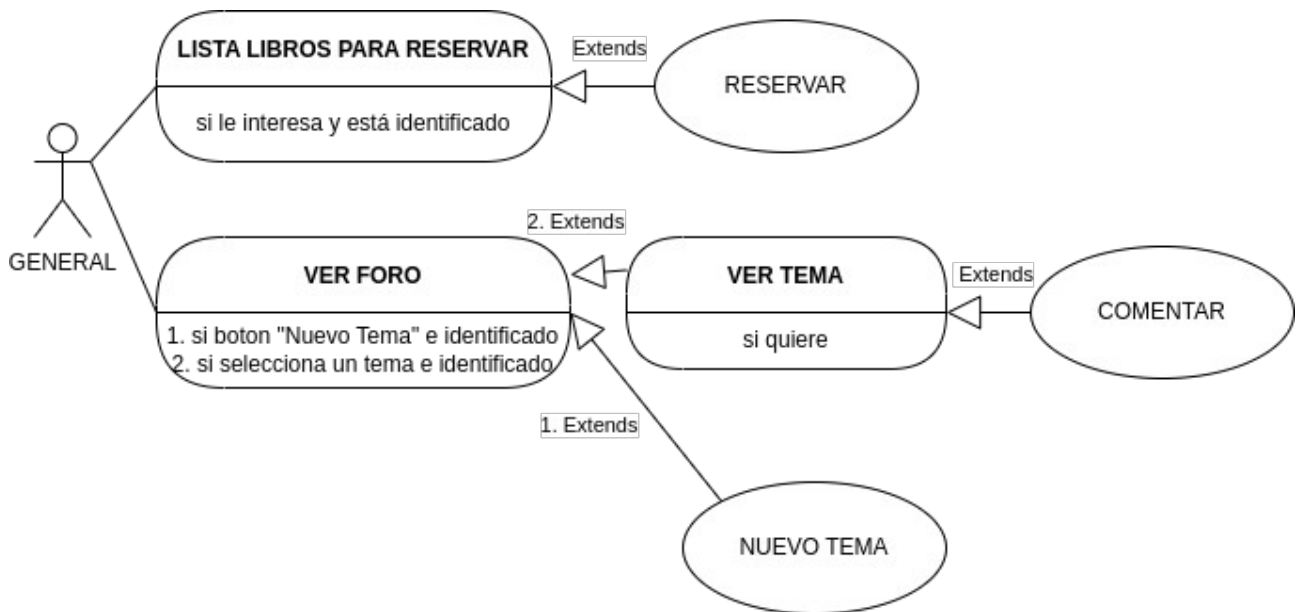 LISTA LIBROS PARA RESERVAR
Extends
RESERVAR
si le interesa y está identificado
GENERAL
2. Extends
VER FORO
VER TEMA
Extends
COMENTAR
1. si boton "Nuevo Tema" e identificado
2. si selecciona un tema e identificado
si quiere
1. Extends
NUEVO TEMA